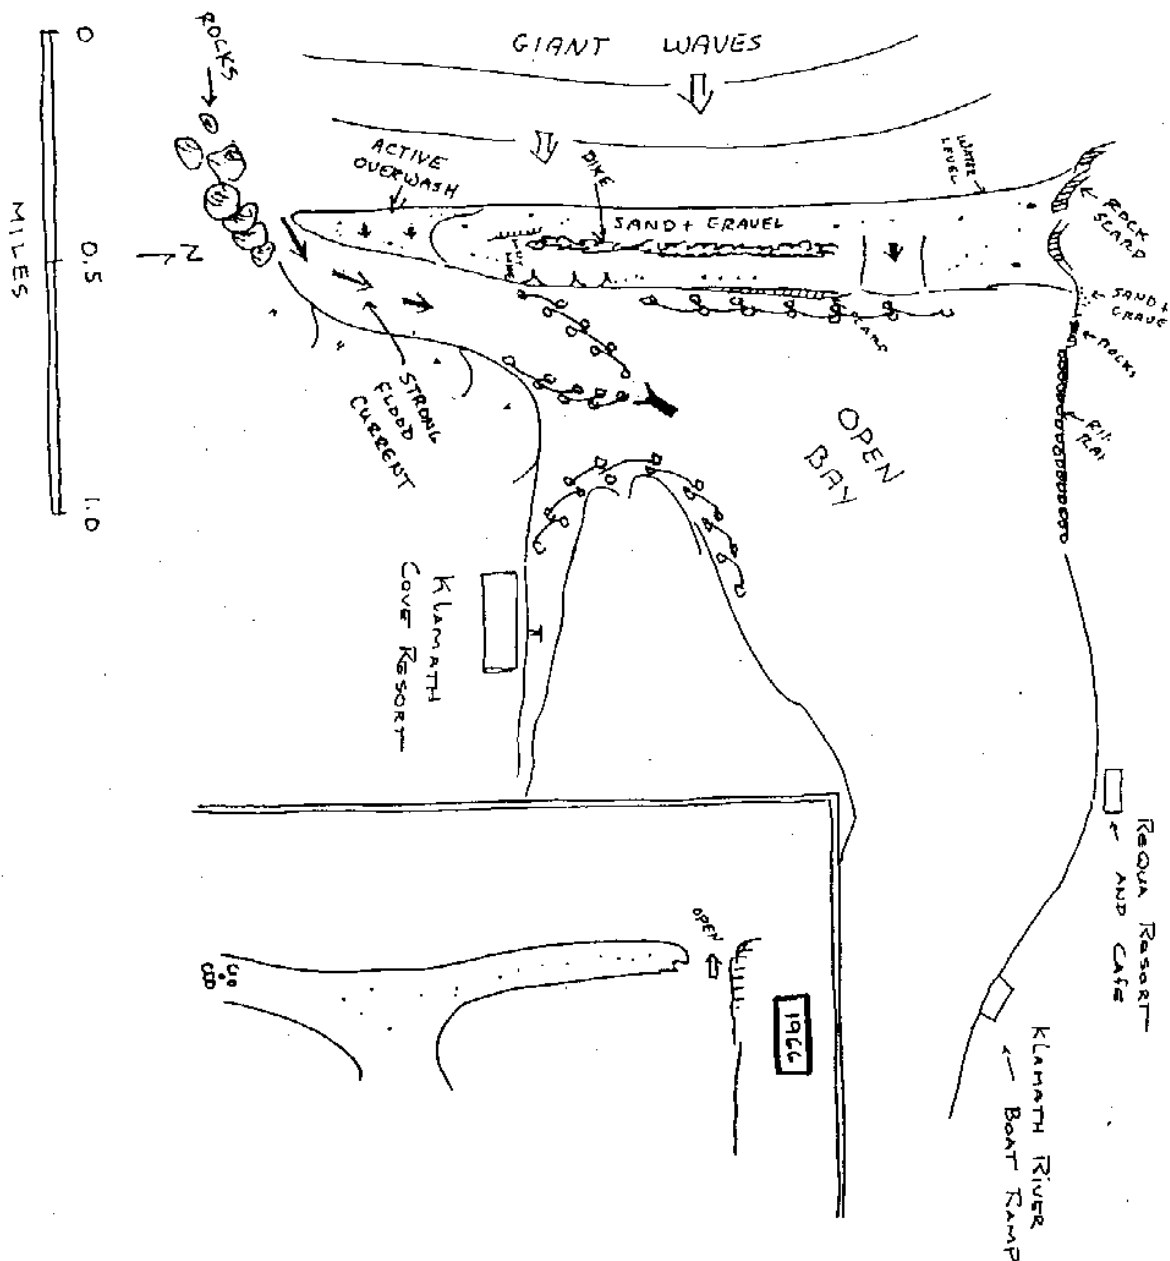 0
0.5
1.0
MILES
N
ROCKS
GIANT WAVES
ACTIVE
OVERWASH
DIKE
WATER
LEVEL
SAND + GRAVEL
ROCK
SCARP
SAND +
GRAVE
ROCKS
STRONG
FLOOD
CURRENT
OPEN
BAY
KLAMATH
COVE RESORT
REQUA RESORT
AND CAFE
KLAMATH RIVER
BOAT RAMP
OPEN
1966